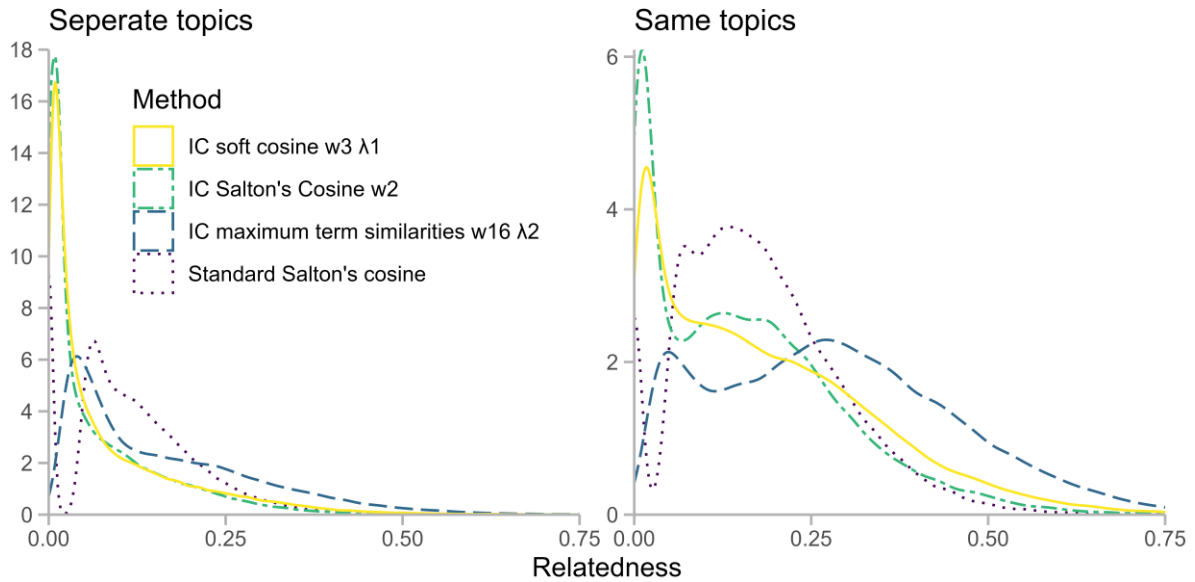 Seperate topics
18
16
14
12
10
8
6
4
2
0
0.00
0.25
0.50
0.75
Method
IC soft cosine w3 λ1
IC Salton's Cosine w2
IC maximum term similarities w16 λ2
Standard Salton's cosine
Same topics
6
4
2
0
0.00
0.25
0.50
0.75
Relatedness